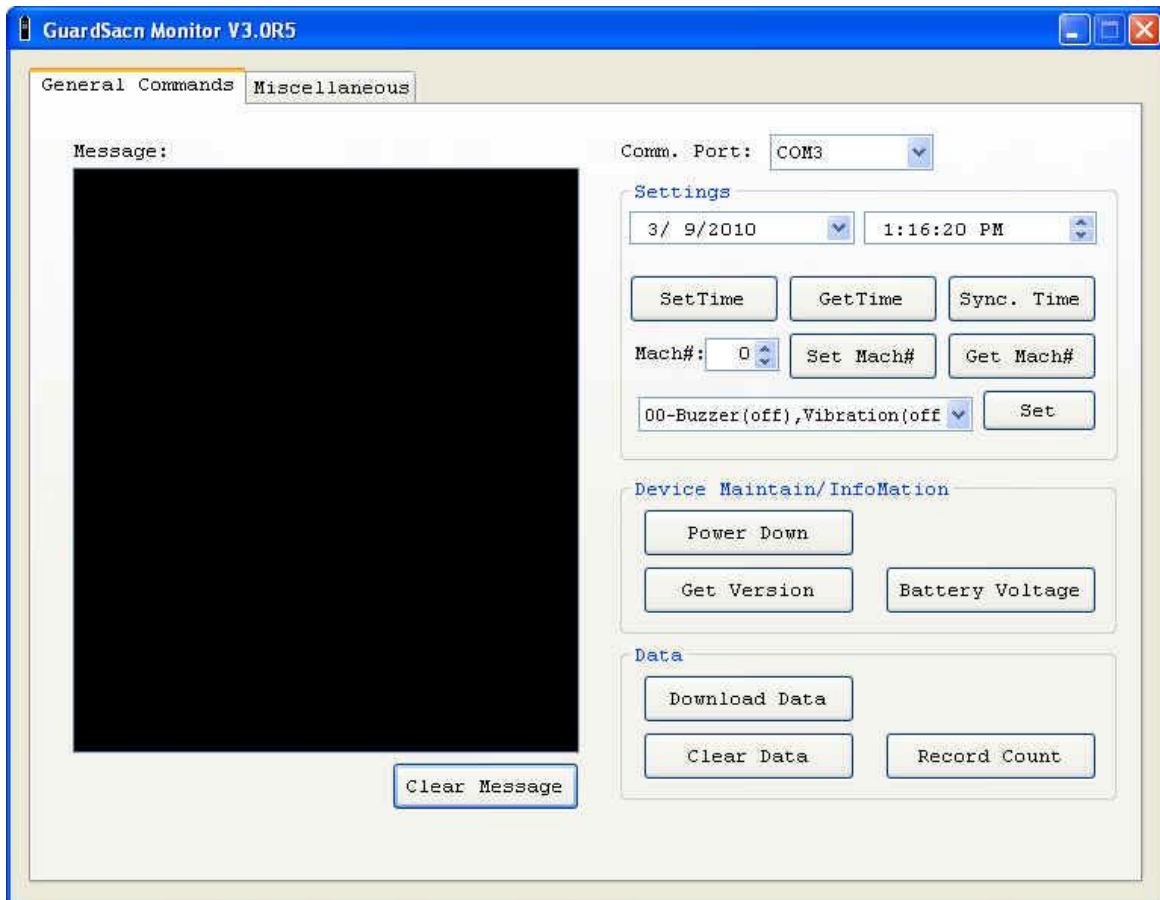 GuardSacn Monitor V3.0R5
General Commands
Miscellaneous
Message:
Comm. Port:
COM3
Settings
3/ 9/2010
1:16:20 PM
SetTime
GetTime
Sync. Time
Mach#:
0
Set Mach#
Get Mach#
00-Buzzer(off),Vibration(off
Set
Device Maintain/InfoMation
Power Down
Get Version
Battery Voltage
Data
Download Data
Clear Data
Record Count
Clear Message